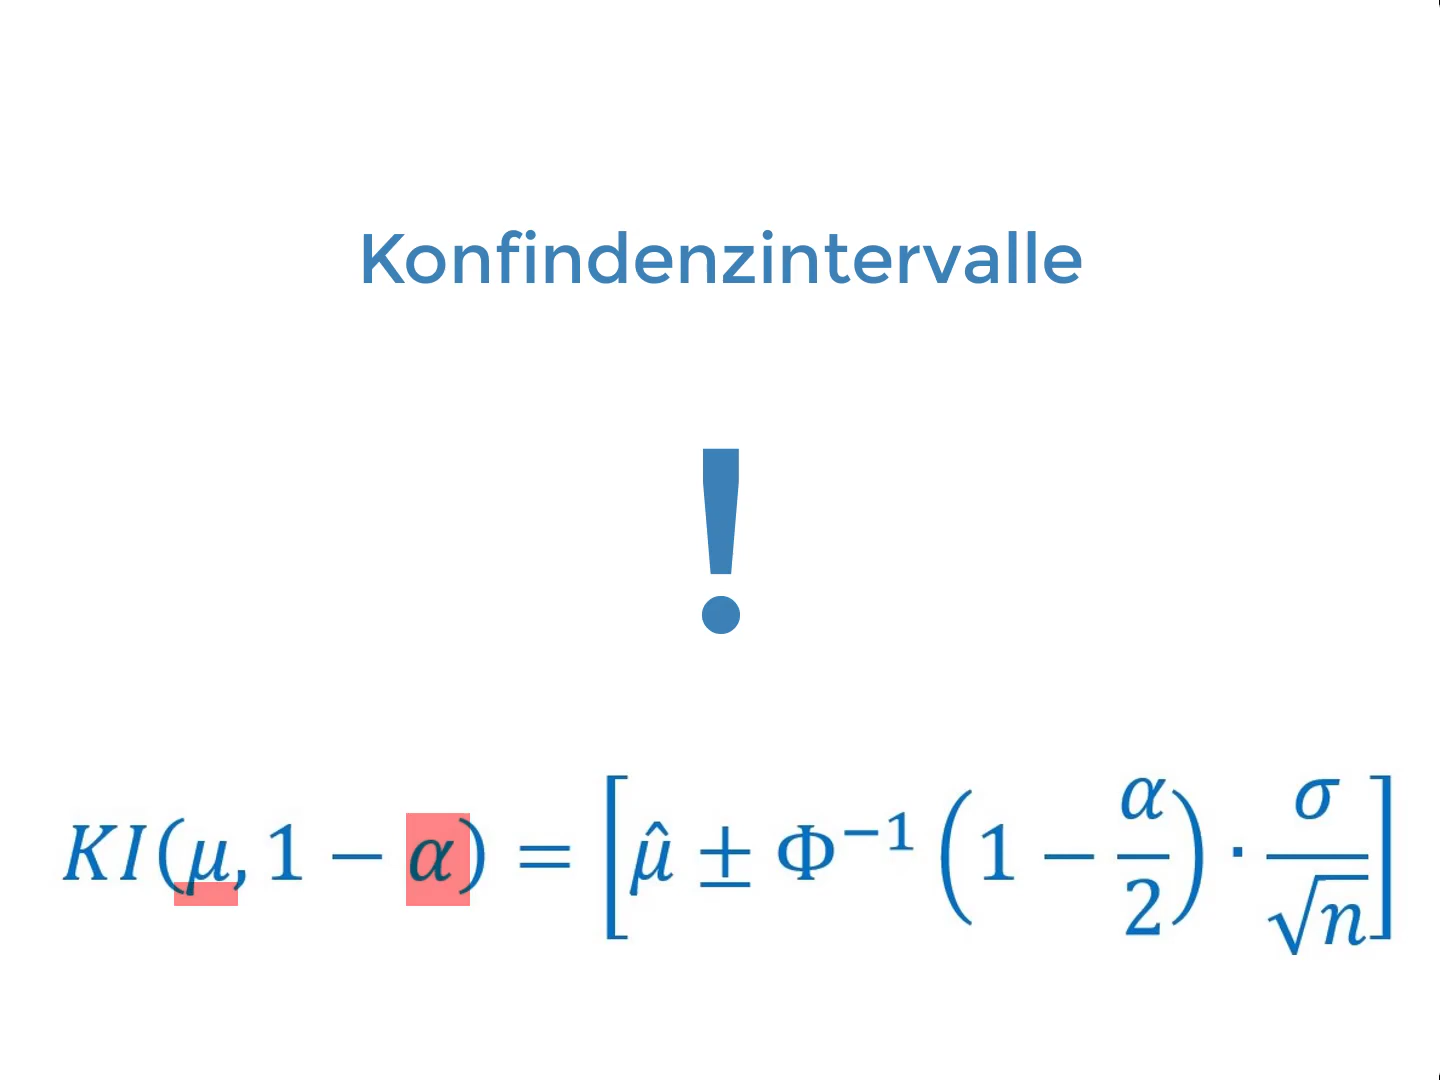 Konfindenzintervalle
!
KI(μ, 1 − α) = [μ̂ ± Φ⁻¹(1 − α/2) · σ/√n]